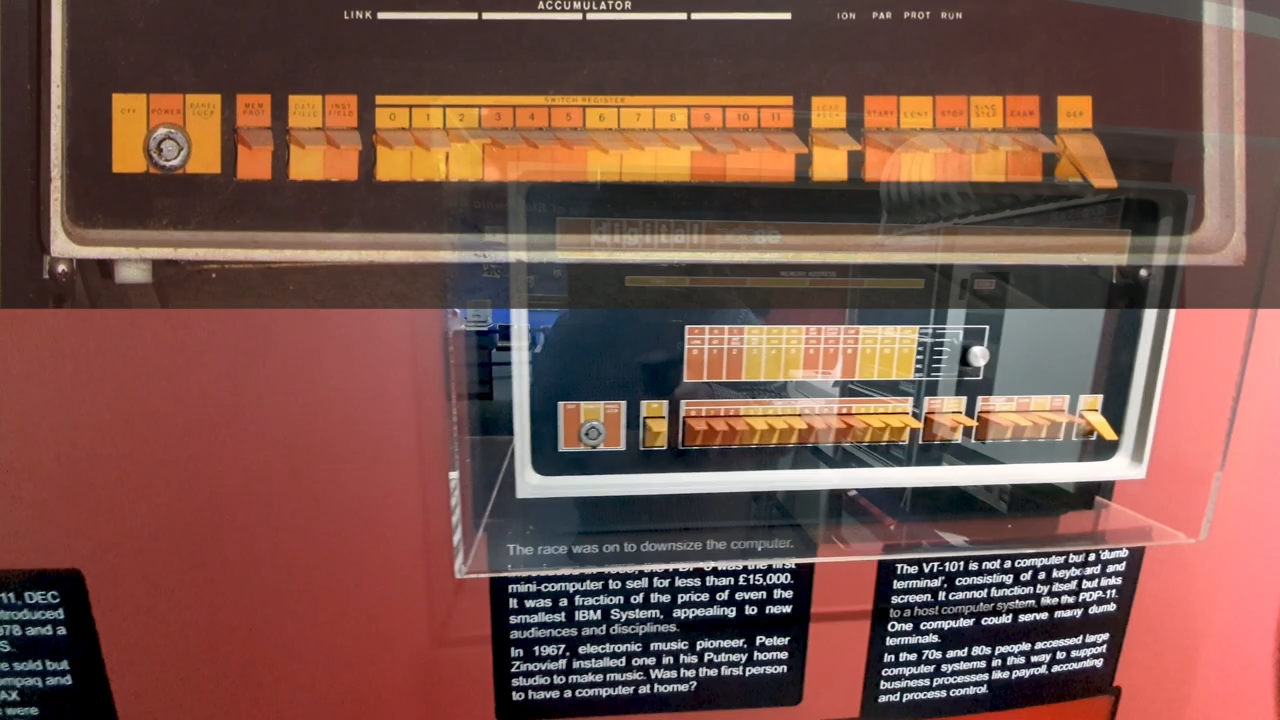 ACCUMULATOR
LINK
ION PAR PROT RUN
SWITCH REGISTER
OFF POWER PANEL LOCK
MEM PROT
DATA FIELD INST FIELD
0 1 2 3 4 5 6 7 8 9 10 11
LOAD
START CONT STOP SING STEP EXAM
DEP
digital
MEMORY ADDRESS
The race was on to downsize the computer.
the PDP-8 was the first
mini-computer to sell for less than £15,000.
It was a fraction of the price of even the
smallest IBM System, appealing to new
audiences and disciplines.
In 1967, electronic music pioneer, Peter
Zinovieff installed one in his Putney home
studio to make music. Was he the first person
to have a computer at home?
The VT-101 is not a computer but a 'dumb
terminal', consisting of a keyboard and
screen. It cannot function by itself, but links
to a host computer system, like the PDP-11.
One computer could serve many dumb
terminals.
In the 70s and 80s people accessed large
computer systems in this way to support
business processes like payroll, accounting
and process control.
11, DEC
ntroduced
978 and a
S.
e sold but
ompaq and
AX
s were